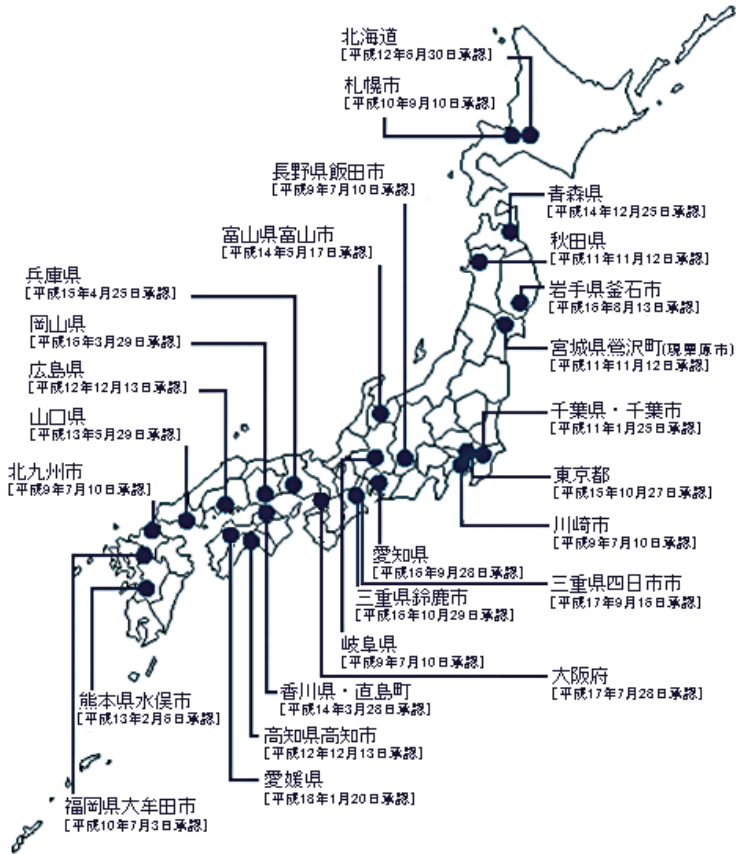 北海道
[平成12年6月30日承認]
札幌市
[平成10年9月10日承認]
長野県飯田市
[平成9年7月10日承認]
青森県
[平成14年12月25日承認]
富山県富山市
[平成14年5月17日承認]
秋田県
[平成11年11月12日承認]
兵庫県
[平成15年4月25日承認]
岩手県釜石市
[平成16年8月13日承認]
岡山県
[平成16年3月29日承認]
宮城県鶯沢町(現栗原市)
[平成11年11月12日承認]
広島県
[平成12年12月13日承認]
千葉県・千葉市
[平成11年1月25日承認]
山口県
[平成13年5月29日承認]
北九州市
[平成9年7月10日承認]
東京都
[平成15年10月27日承認]
川崎市
[平成9年7月10日承認]
愛知県
[平成16年9月28日承認]
三重県四日市市
[平成17年9月16日承認]
三重県鈴鹿市
[平成16年10月29日承認]
岐阜県
[平成9年7月10日承認]
大阪府
[平成17年7月28日承認]
香川県・直島町
[平成14年3月28日承認]
熊本県水俣市
[平成13年2月6日承認]
高知県高知市
[平成12年12月13日承認]
愛媛県
[平成18年1月20日承認]
福岡県大牟田市
[平成10年7月3日承認]